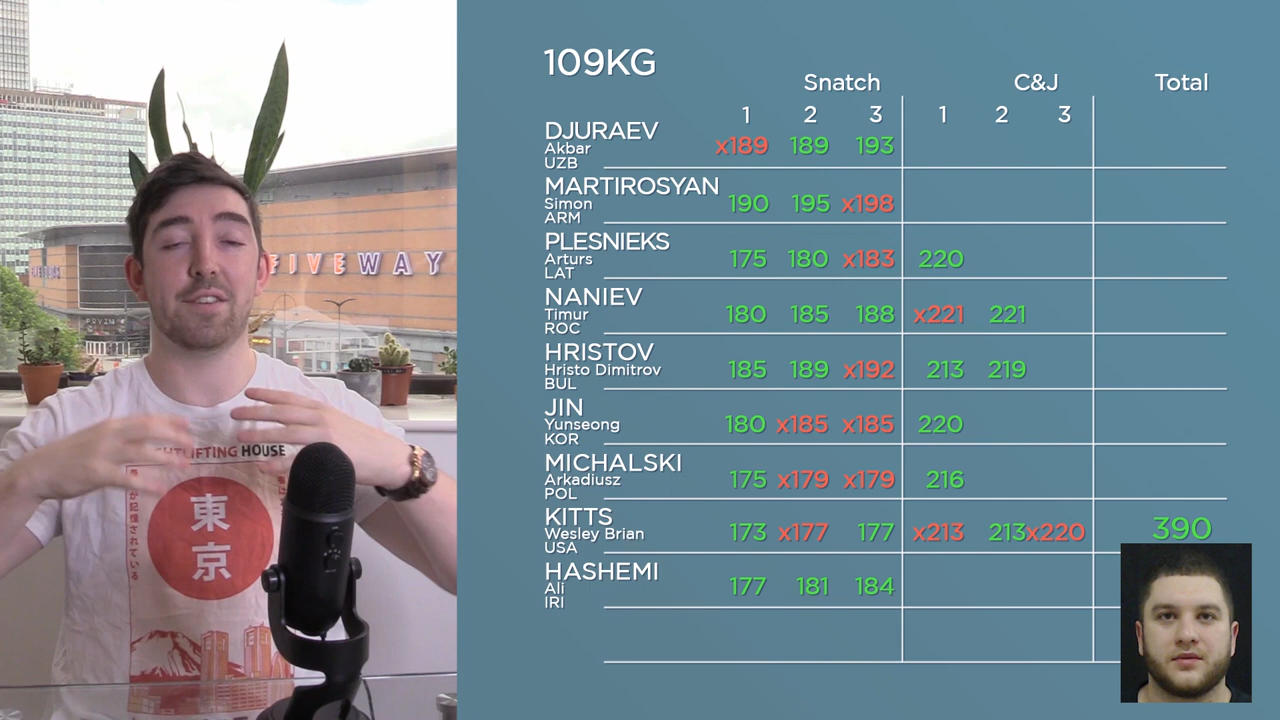 FIVEWAY
WEIGHTLIFTING HOUSE
東
京
109KG
Snatch C&J Total
1 2 3 1 2 3
DJURAEV
Akbar x189 189 193
UZB
MARTIROSYAN
Simon 190 195 x198
ARM
PLESNIEKS
Arturs 175 180 x183 220
LAT
NANIEV
Timur 180 185 188 x221 221
ROC
HRISTOV
Hristo Dimitrov 185 189 x192 213 219
BUL
JIN
Yunseong 180 x185 x185 220
KOR
MICHALSKI
Arkadiusz 175 x179 x179 216
POL
KITTS
Wesley Brian 173 x177 177 x213 213 x220 390
USA
HASHEMI
Ali 177 181 184
IRI